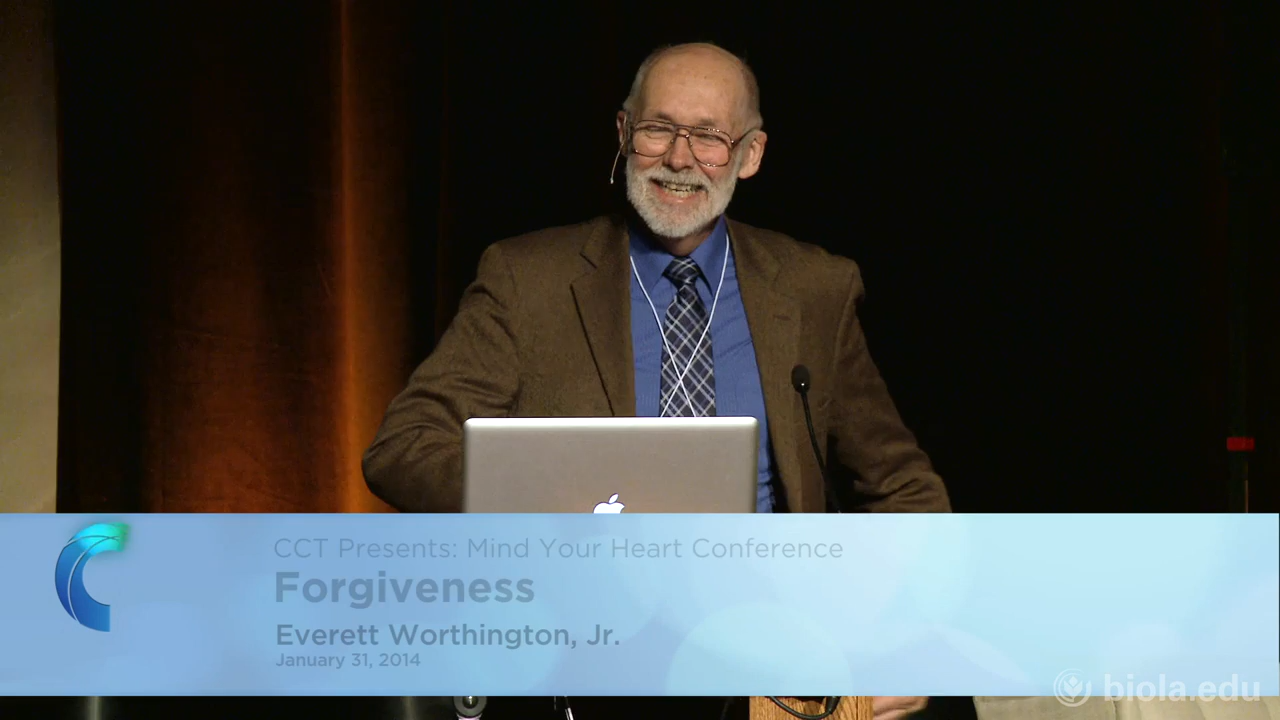 CCT Presents: Mind Your Heart Conference
Forgiveness
Everett Worthington, Jr.
January 31, 2014
biola.edu